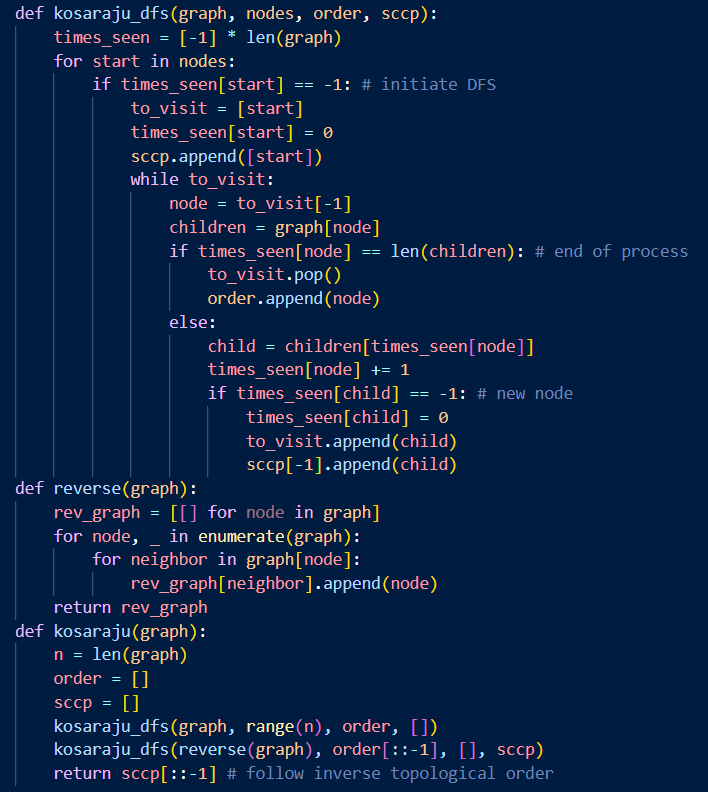 def kosaraju_dfs(graph, nodes, order, sccp):
    times_seen = [-1] * len(graph)
    for start in nodes:
        if times_seen[start] == -1: # initiate DFS
            to_visit = [start]
            times_seen[start] = 0
            sccp.append([start])
            while to_visit:
                node = to_visit[-1]
                children = graph[node]
                if times_seen[node] == len(children): # end of process
                    to_visit.pop()
                    order.append(node)
                else:
                    child = children[times_seen[node]]
                    times_seen[node] += 1
                    if times_seen[child] == -1: # new node
                        times_seen[child] = 0
                        to_visit.append(child)
                        sccp[-1].append(child)
def reverse(graph):
    rev_graph = [[] for node in graph]
    for node, _ in enumerate(graph):
        for neighbor in graph[node]:
            rev_graph[neighbor].append(node)
    return rev_graph
def kosaraju(graph):
    n = len(graph)
    order = []
    sccp = []
    kosaraju_dfs(graph, range(n), order, [])
    kosaraju_dfs(reverse(graph), order[::-1], [], sccp)
    return sccp[::-1] # follow inverse topological order